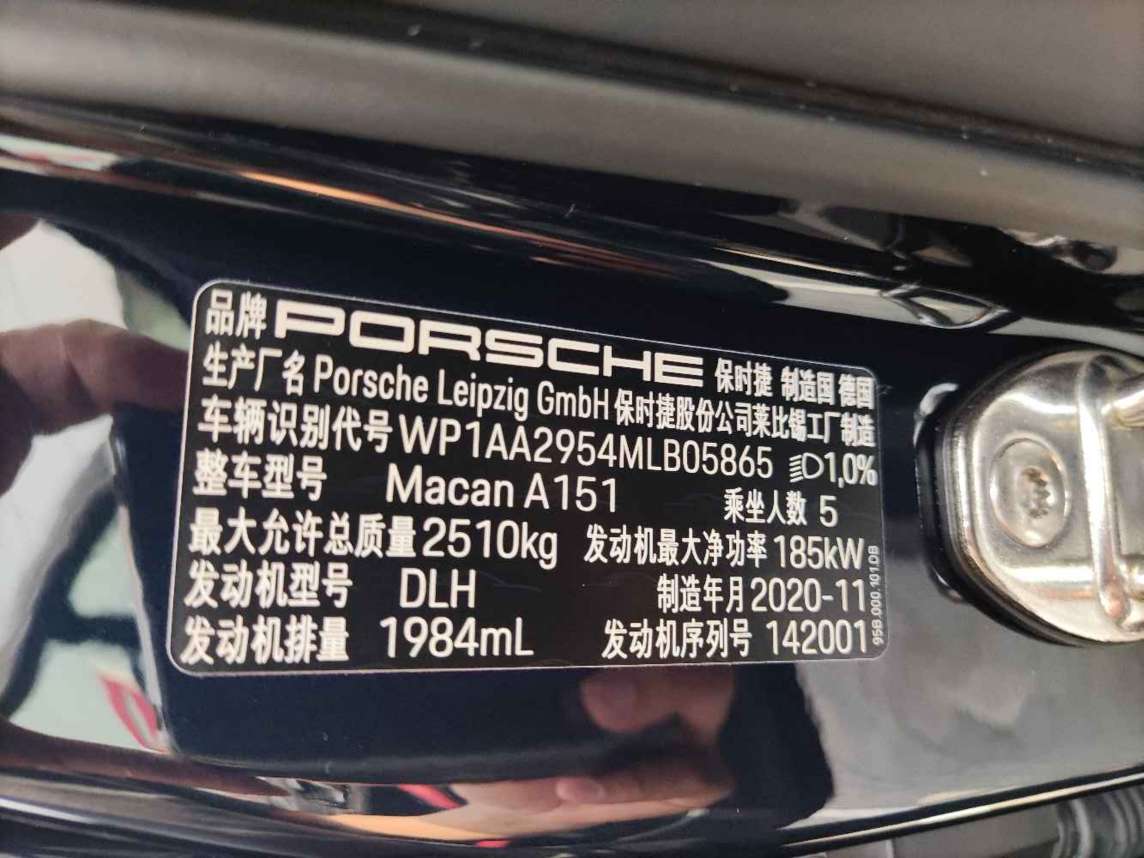 品牌 PORSCHE 保时捷 制造国 德国
生产厂名 Porsche Leipzig GmbH 保时捷股份公司莱比锡工厂制造
车辆识别代号 WP1AA2954MLB05865 1,0%
整车型号 Macan A151 乘坐人数 5
最大允许总质量 2510kg 发动机最大净功率 185kW
发动机型号 DLH 制造年月 2020-11
发动机排量 1984mL 发动机序列号 142001
95B.000.101.DB